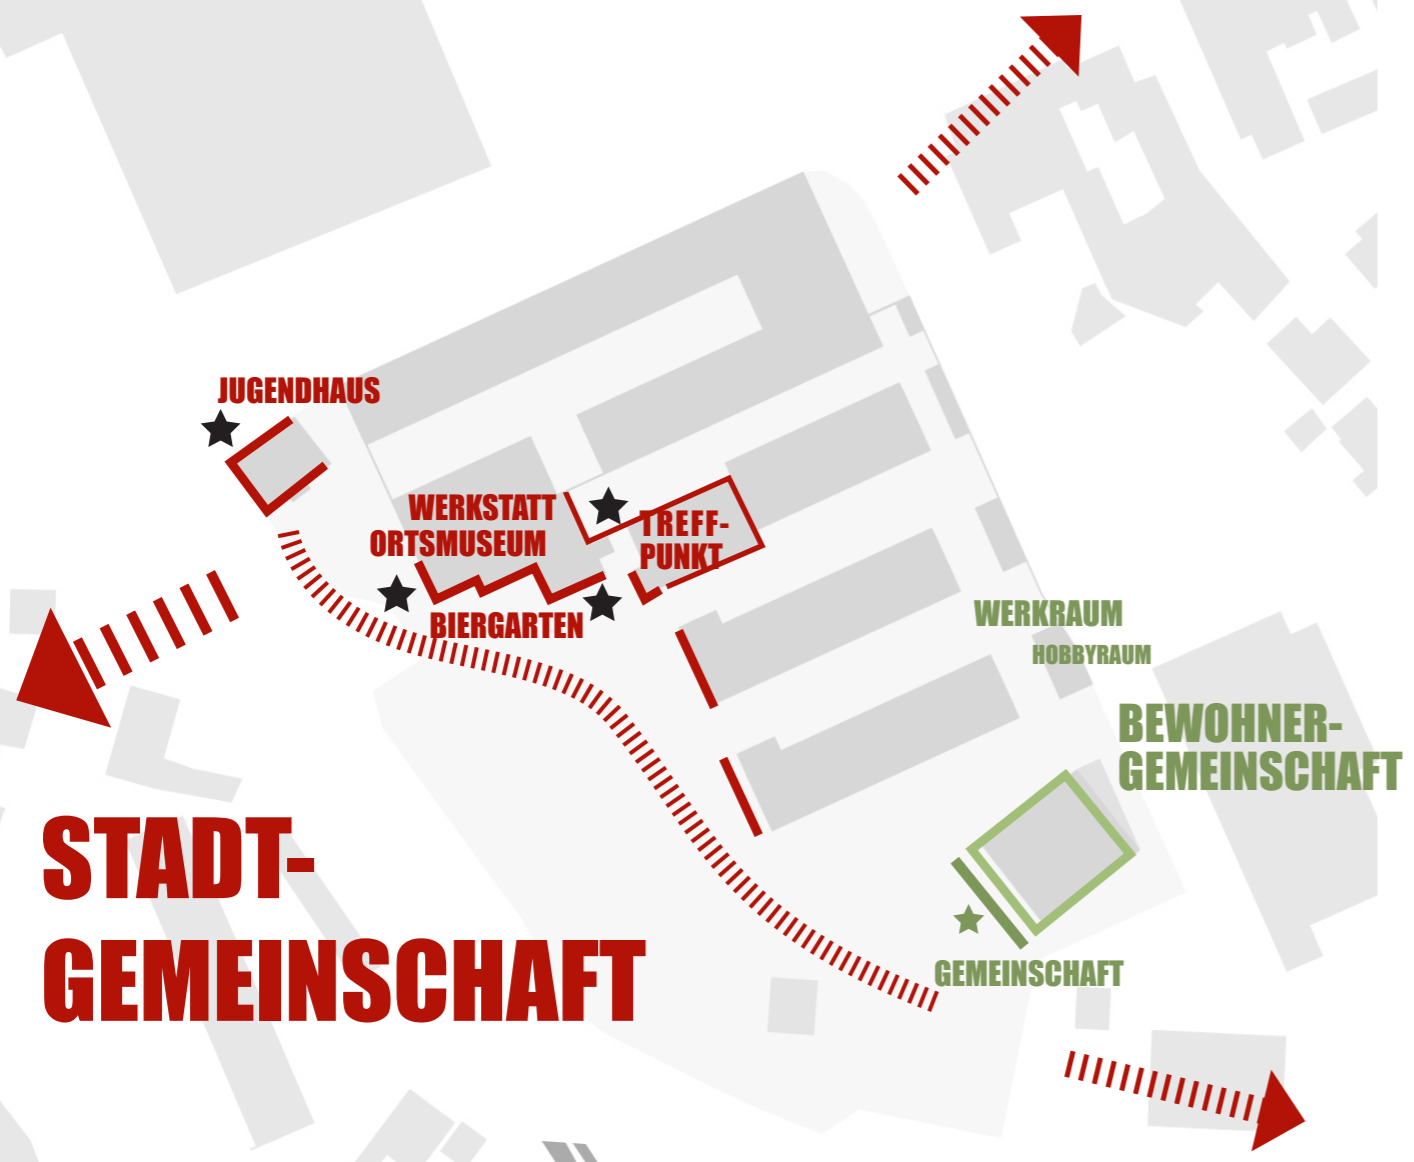 JUGENDHAUS
WERKSTATT
ORTSMUSEUM
TREFF-
PUNKT
BIERGARTEN
WERKRAUM
HOBBYRAUM
BEWOHNER-
GEMEINSCHAFT
STADT-
GEMEINSCHAFT
GEMEINSCHAFT